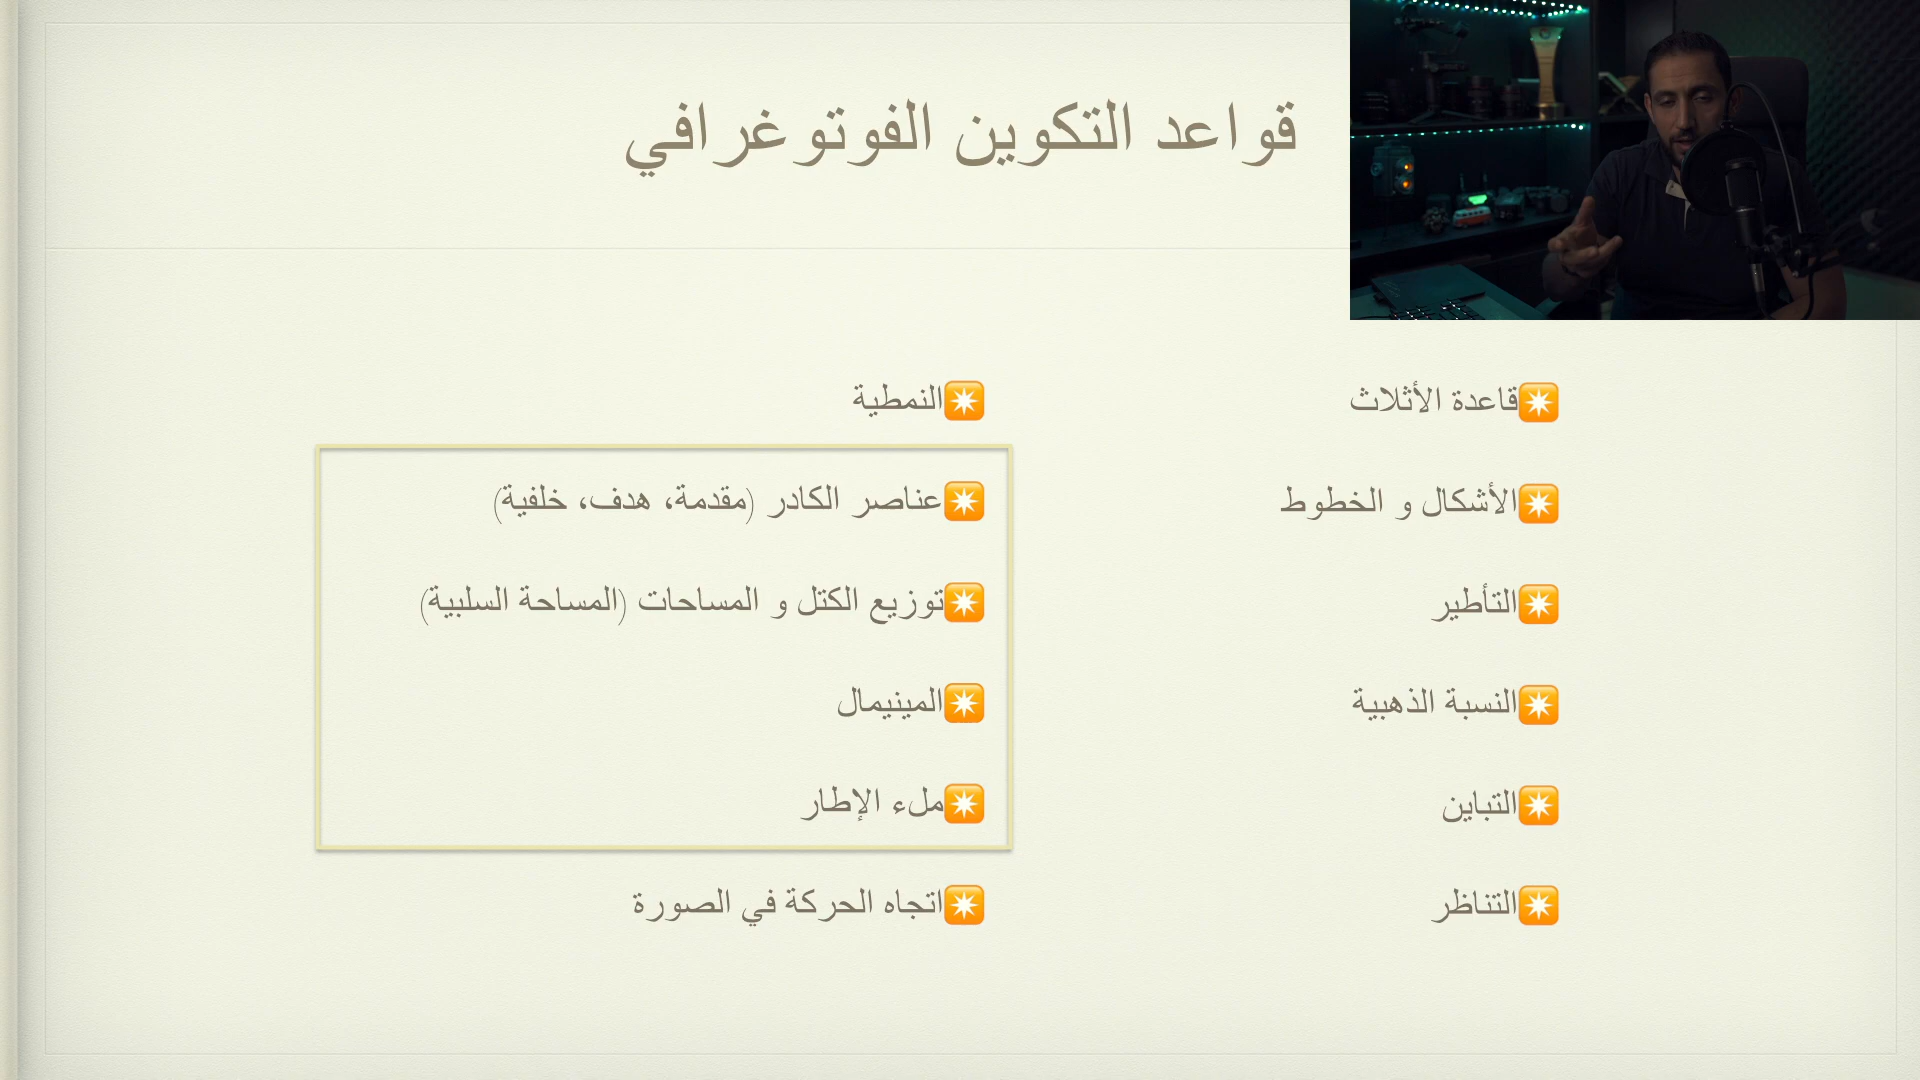 قواعد التكوين الفوتوغرافي
قاعدة الأثلاث
الأشكال و الخطوط
التأطير
النسبة الذهبية
التباين
التناظر
النمطية
عناصر الكادر (مقدمة، هدف، خلفية)
توزيع الكتل و المساحات (المساحة السلبية)
المينيمال
ملء الإطار
اتجاه الحركة في الصورة